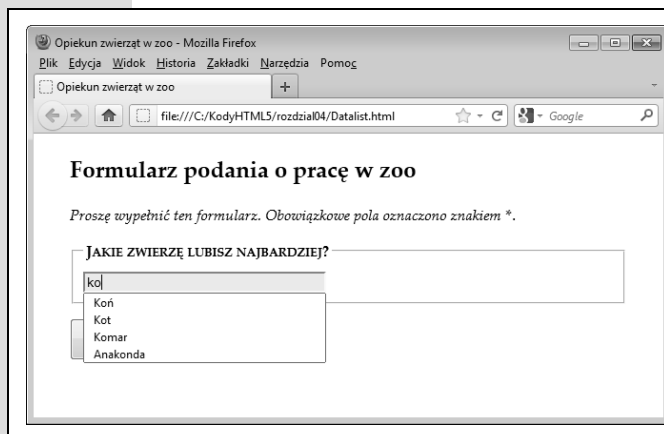 Opiekun zwierząt w zoo - Mozilla Firefox
Plik Edycja Widok Historia Zakładki Narzędzia Pomoc
Opiekun zwierząt w zoo
file:///C:/KodyHTML5/rozdzial04/Datalist.html
Google
Formularz podania o pracę w zoo
Proszę wypełnić ten formularz. Obowiązkowe pola oznaczono znakiem *.
JAKIE ZWIERZĘ LUBISZ NAJBARDZIEJ?
ko
Koń
Kot
Komar
Anakonda